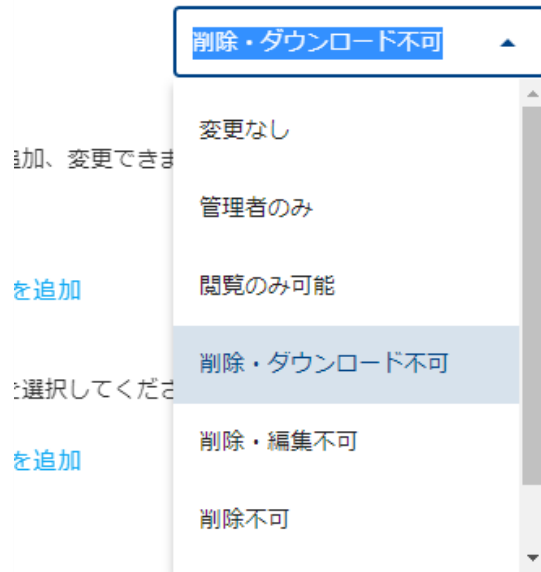 削除・ダウンロード不可
変更なし
追加、変更できま
管理者のみ
を追加
閲覧のみ可能
削除・ダウンロード不可
を選択してくださ
削除・編集不可
を追加
削除不可